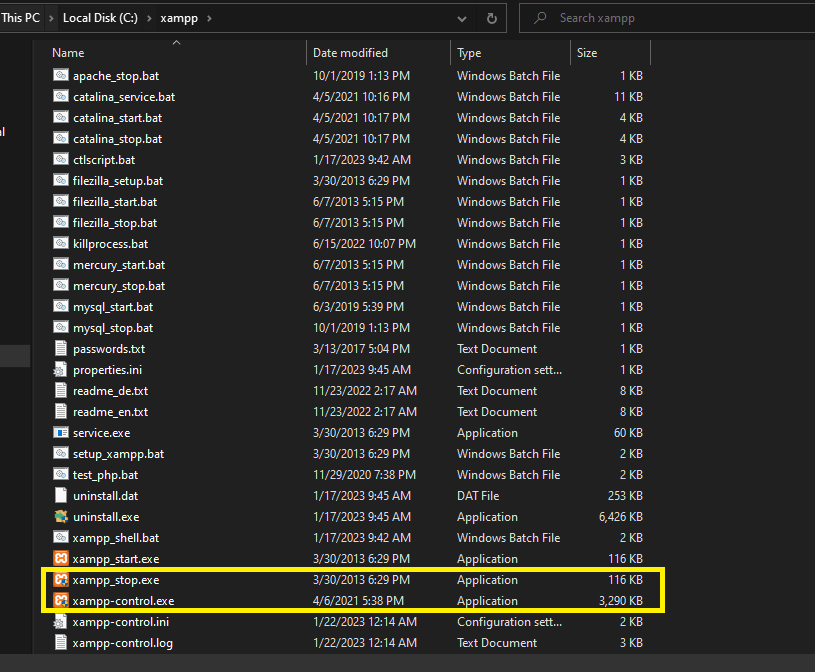 This PC > Local Disk (C:) > xampp > Search xampp
Name Date modified Type Size
apache_stop.bat 10/1/2019 1:13 PM Windows Batch File 1 KB
catalina_service.bat 4/5/2021 10:16 PM Windows Batch File 11 KB
catalina_start.bat 4/5/2021 10:17 PM Windows Batch File 4 KB
catalina_stop.bat 4/5/2021 10:17 PM Windows Batch File 4 KB
ctlscript.bat 1/17/2023 9:42 AM Windows Batch File 3 KB
filezilla_setup.bat 3/30/2013 6:29 PM Windows Batch File 1 KB
filezilla_start.bat 6/7/2013 5:15 PM Windows Batch File 1 KB
filezilla_stop.bat 6/7/2013 5:15 PM Windows Batch File 1 KB
killprocess.bat 6/15/2022 10:07 PM Windows Batch File 1 KB
mercury_start.bat 6/7/2013 5:15 PM Windows Batch File 1 KB
mercury_stop.bat 6/7/2013 5:15 PM Windows Batch File 1 KB
mysql_start.bat 6/3/2019 5:39 PM Windows Batch File 1 KB
mysql_stop.bat 10/1/2019 1:13 PM Windows Batch File 1 KB
passwords.txt 3/13/2017 5:04 PM Text Document 1 KB
properties.ini 1/17/2023 9:45 AM Configuration sett... 1 KB
readme_de.txt 11/23/2022 2:17 AM Text Document 8 KB
readme_en.txt 11/23/2022 2:17 AM Text Document 8 KB
service.exe 3/30/2013 6:29 PM Application 60 KB
setup_xampp.bat 3/30/2013 6:29 PM Windows Batch File 2 KB
test_php.bat 11/29/2020 7:38 PM Windows Batch File 2 KB
uninstall.dat 1/17/2023 9:45 AM DAT File 253 KB
uninstall.exe 1/17/2023 9:45 AM Application 6,426 KB
xampp_shell.bat 1/17/2023 9:42 AM Windows Batch File 2 KB
xampp_start.exe 3/30/2013 6:29 PM Application 116 KB
xampp_stop.exe 3/30/2013 6:29 PM Application 116 KB
xampp-control.exe 4/6/2021 5:38 PM Application 3,290 KB
xampp-control.ini 1/22/2023 12:14 AM Configuration sett... 2 KB
xampp-control.log 1/22/2023 12:14 AM Text Document 3 KB